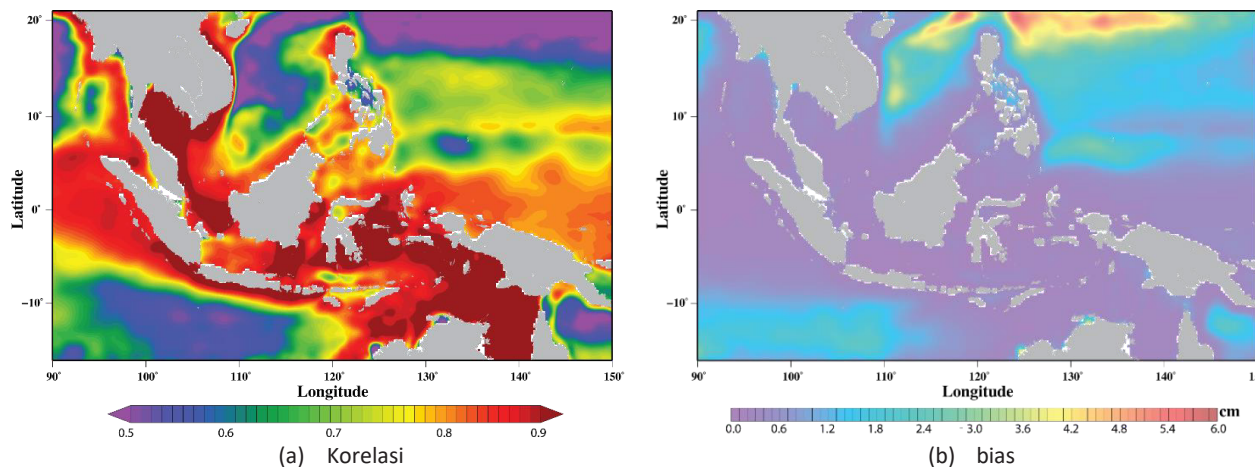 20˚
10˚
0˚
−10˚
Latitude
90˚ 100˚ 110˚ 120˚ 130˚ 140˚ 150˚
Longitude
0.5 0.6 0.7 0.8 0.9
(a) Korelasi
20˚
10˚
0˚
−10˚
Latitude
90˚ 100˚ 110˚ 120˚ 130˚ 140˚ 15
Longitude
cm
0.0 0.6 1.2 1.8 2.4 - 3.0 3.6 4.2 4.8 5.4 6.0
(b) bias